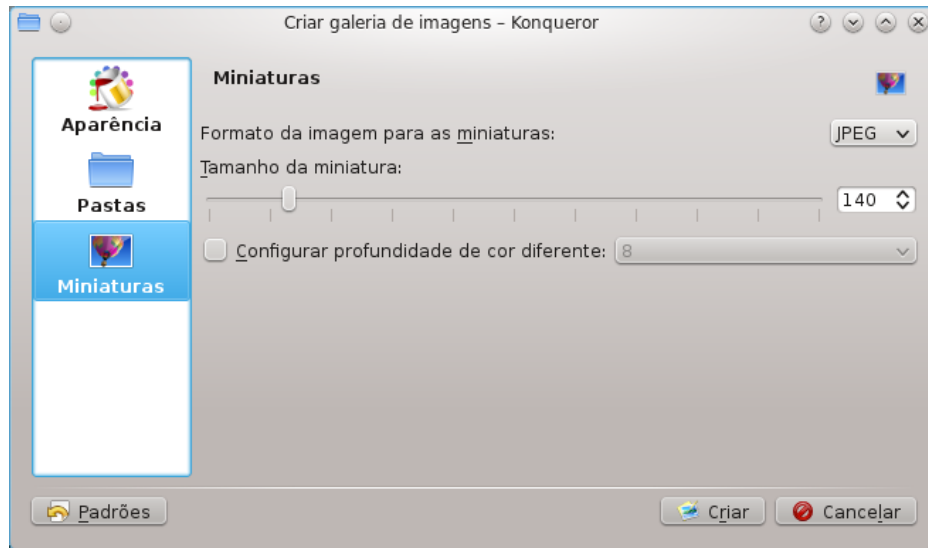 Criar galeria de imagens – Konqueror
Aparência
Pastas
Miniaturas
Miniaturas
Formato da imagem para as miniaturas:
JPEG
Tamanho da miniatura:
140
Configurar profundidade de cor diferente:
8
Padrões
Criar
Cancelar